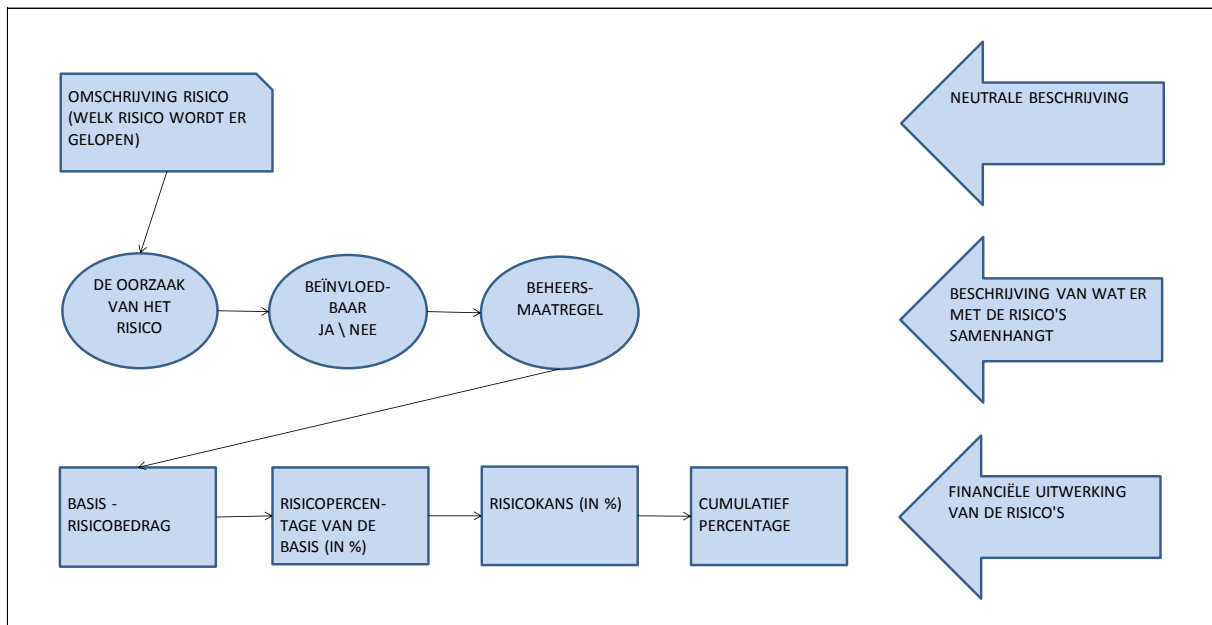 OMSCHRIJVING RISICO
(WELK RISICO WORDT ER
GELOPEN)
NEUTRALE BESCHRIJVING
DE OORZAAK
VAN HET
RISICO
BEÏNVLOED-
BAAR
JA \ NEE
BEHEERS-
MAATREGEL
BESCHRIJVING VAN WAT ER
MET DE RISICO'S
SAMENHANGT
BASIS -
RISICOBEDRAG
RISICOPERCEN-
TAGE VAN DE
BASIS (IN %)
RISICOKANS (IN %)
CUMULATIEF
PERCENTAGE
FINANCIËLE UITWERKING
VAN DE RISICO'S